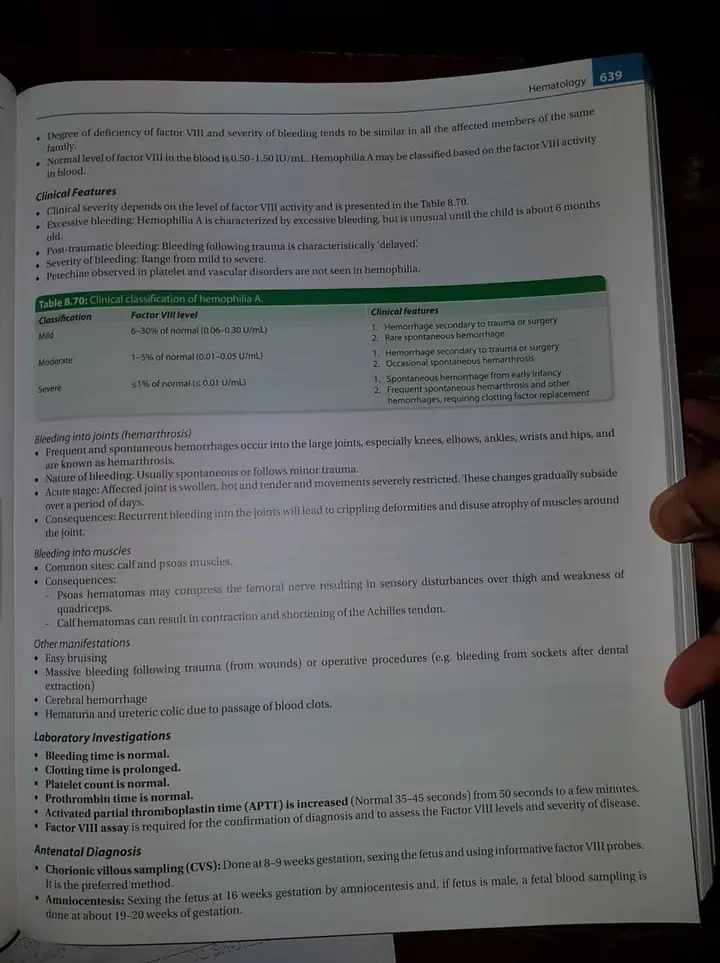 Hematology 639
• Degree of deficiency of factor VIII and severity of bleeding tends to be similar in all the affected members of the same
family.
• Normal level of factor VIII in the blood is 0.50–1.50 IU/mL. Hemophilia A may be classified based on the factor VIII activity
in blood.
Clinical Features
• Clinical severity depends on the level of factor VIII activity and is presented in the Table 8.70.
• Excessive bleeding: Hemophilia A is characterized by excessive bleeding, but is unusual until the child is about 6 months
old.
• Post-traumatic bleeding: Bleeding following trauma is characteristically 'delayed'.
• Severity of bleeding: Range from mild to severe.
• Petechiae observed in platelet and vascular disorders are not seen in hemophilia.
Table 8.70: Clinical classification of hemophilia A.
Classification Factor VIII level Clinical features
Mild 6–30% of normal (0.06–0.30 U/mL) 1. Hemorrhage secondary to trauma or surgery
2. Rare spontaneous hemorrhage
Moderate 1–5% of normal (0.01–0.05 U/mL) 1. Hemorrhage secondary to trauma or surgery
2. Occasional spontaneous hemarthrosis
Severe ≤1% of normal (≤ 0.01 U/mL) 1. Spontaneous hemorrhage from early infancy
2. Frequent spontaneous hemarthrosis and other
hemorrhages, requiring clotting factor replacement
Bleeding into joints (hemarthrosis)
• Frequent and spontaneous hemorrhages occur into the large joints, especially knees, elbows, ankles, wrists and hips, and
are known as hemarthrosis.
• Nature of bleeding: Usually spontaneous or follows minor trauma.
• Acute stage: Affected joint is swollen, hot and tender and movements severely restricted. These changes gradually subside
over a period of days.
• Consequences: Recurrent bleeding into the joints will lead to crippling deformities and disuse atrophy of muscles around
the joint.
Bleeding into muscles
• Common sites: calf and psoas muscles.
• Consequences:
– Psoas hematomas may compress the femoral nerve resulting in sensory disturbances over thigh and weakness of
quadriceps.
– Calf hematomas can result in contraction and shortening of the Achilles tendon.
Other manifestations
• Easy bruising
• Massive bleeding following trauma (from wounds) or operative procedures (e.g. bleeding from sockets after dental
extraction)
• Cerebral hemorrhage
• Hematuria and ureteric colic due to passage of blood clots.
Laboratory Investigations
• Bleeding time is normal.
• Clotting time is prolonged.
• Platelet count is normal.
• Prothrombin time is normal.
• Activated partial thromboplastin time (APTT) is increased (Normal 35–45 seconds) from 50 seconds to a few minutes.
• Factor VIII assay is required for the confirmation of diagnosis and to assess the Factor VIII levels and severity of disease.
Antenatal Diagnosis
• Chorionic villous sampling (CVS): Done at 8–9 weeks gestation, sexing the fetus and using informative factor VIII probes.
It is the preferred method.
• Amniocentesis: Sexing the fetus at 16 weeks gestation by amniocentesis and, if fetus is male, a fetal blood sampling is
done at about 19–20 weeks of gestation.